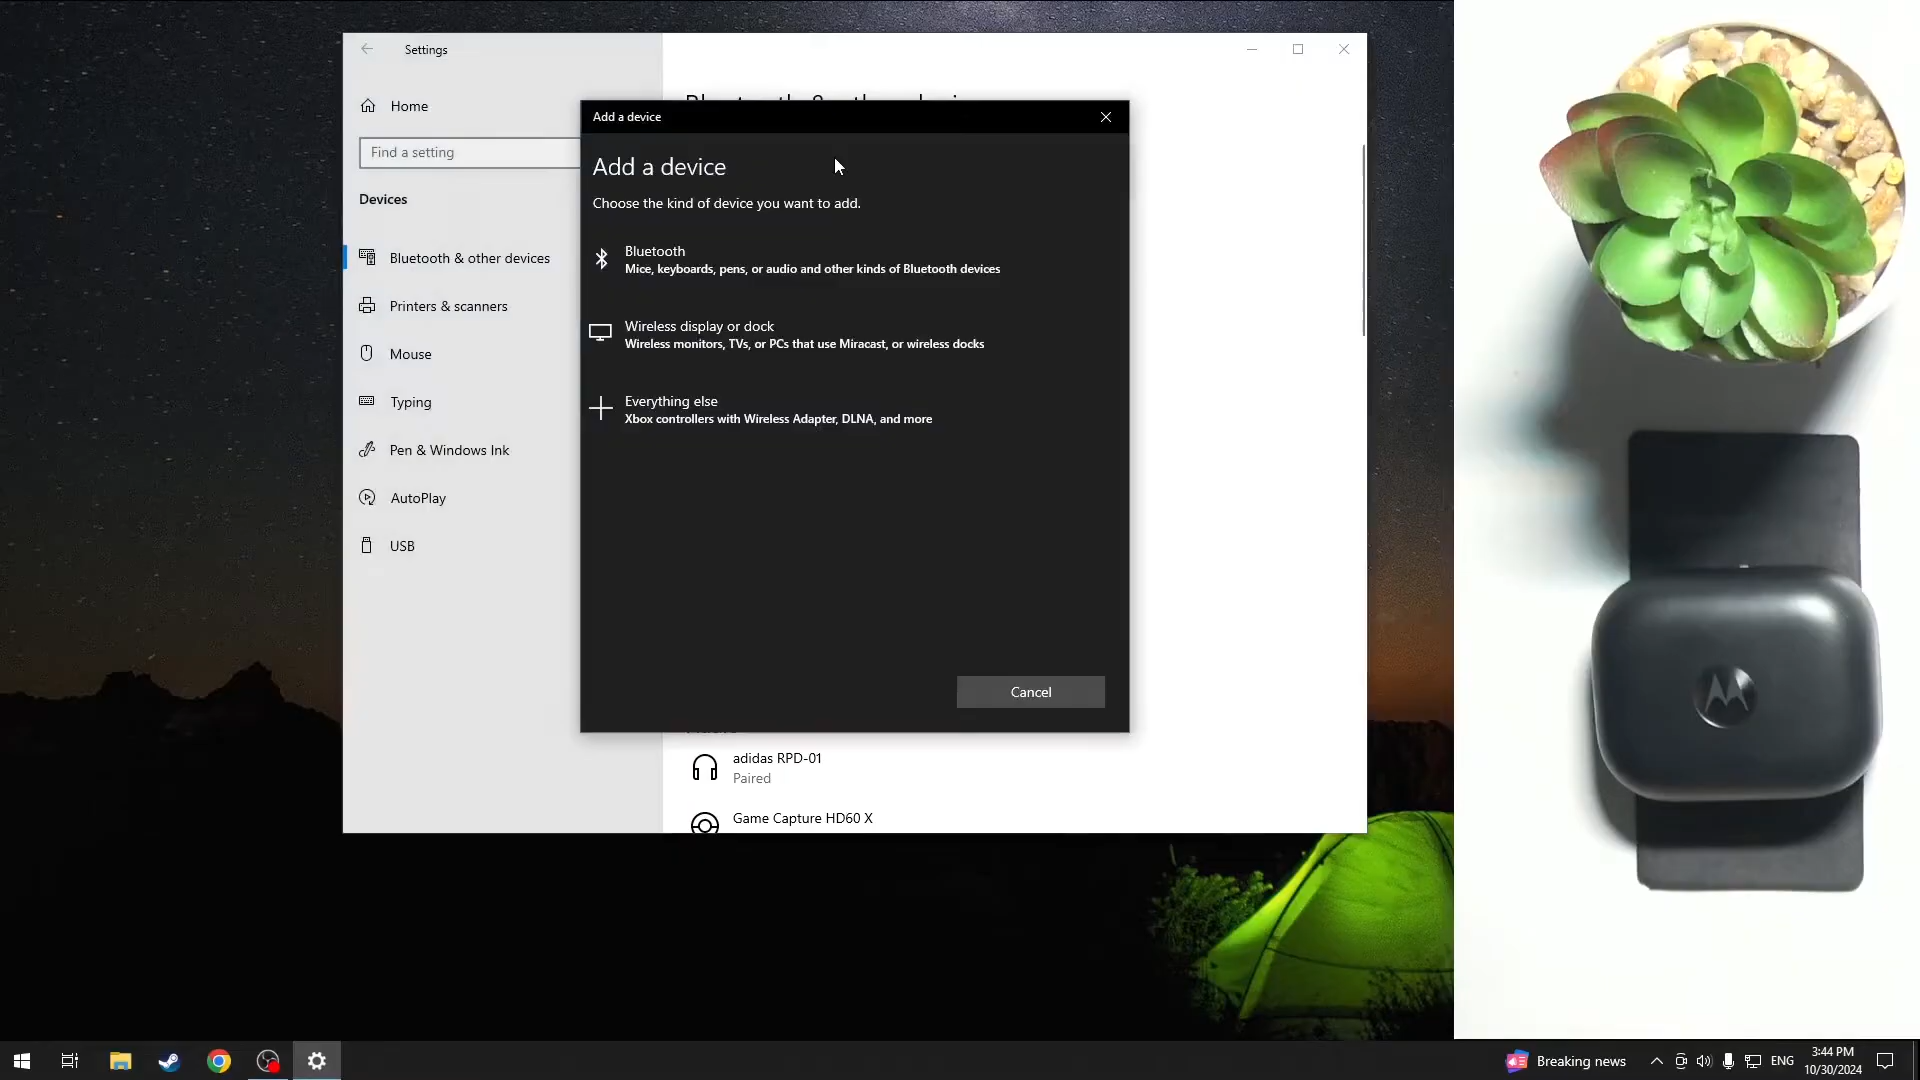 Settings
Home
Find a setting
Devices
Bluetooth & other devices
Printers & scanners
Mouse
Typing
Pen & Windows Ink
AutoPlay
USB
Add a device
Add a device
Choose the kind of device you want to add.
Bluetooth
Mice, keyboards, pens, or audio and other kinds of Bluetooth devices
Wireless display or dock
Wireless monitors, TVs, or PCs that use Miracast, or wireless docks
Everything else
Xbox controllers with Wireless Adapter, DLNA, and more
Cancel
adidas RPD-01
Paired
Game Capture HD60 X
Breaking news
ENG
3:44 PM
10/30/2024